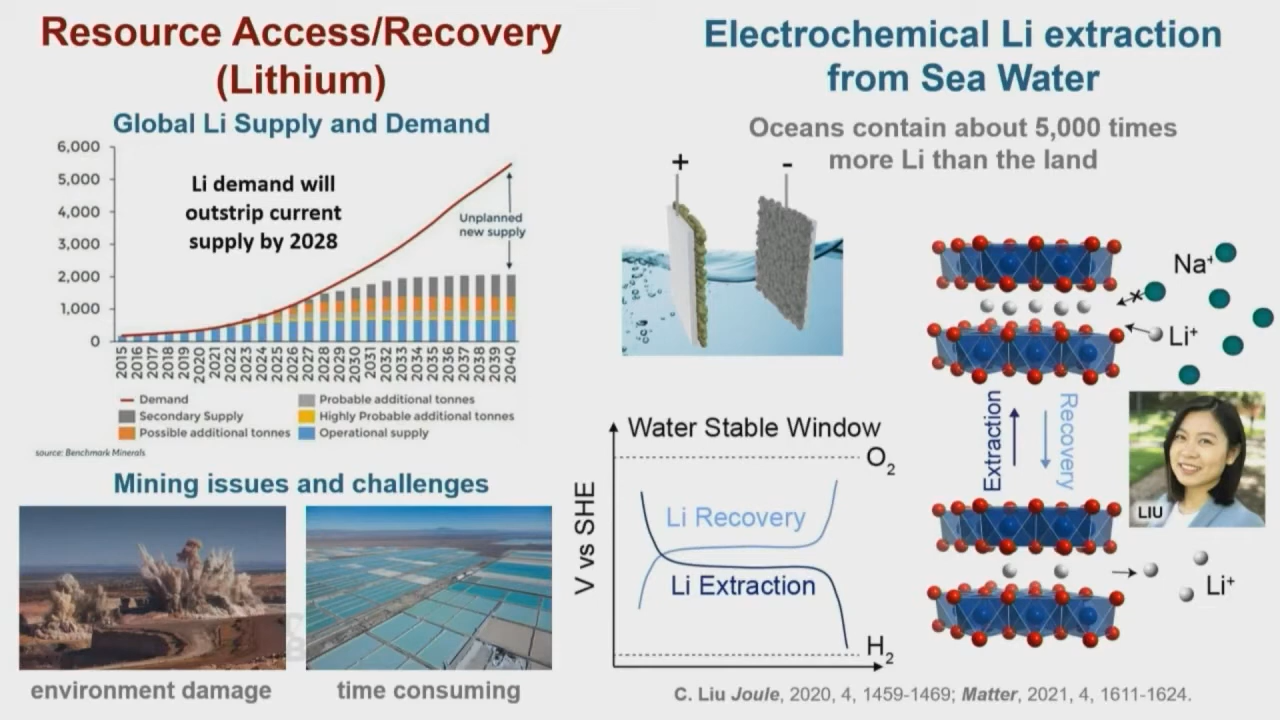 Resource Access/Recovery
(Lithium)
Global Li Supply and Demand
6,000
5,000
4,000
3,000
2,000
1,000
0
Li demand will
outstrip current
supply by 2028
Unplanned
new supply
2015 2016 2017 2018 2019 2020 2021 2022 2023 2024 2025 2026 2027 2028 2029 2030 2031 2032 2033 2034 2035 2036 2037 2038 2039 2040
Demand
Secondary Supply
Possible additional tonnes
Probable additional tonnes
Highly Probable additional tonnes
Operational supply
source: Benchmark Minerals
Mining issues and challenges
environment damage
time consuming
Electrochemical Li extraction
from Sea Water
Oceans contain about 5,000 times
more Li than the land
+
-
Na⁺
Li⁺
Extraction
Recovery
LIU
Li⁺
Water Stable Window
O₂
V vs SHE
Li Recovery
Li Extraction
H₂
C. Liu Joule, 2020, 4, 1459-1469; Matter, 2021, 4, 1611-1624.